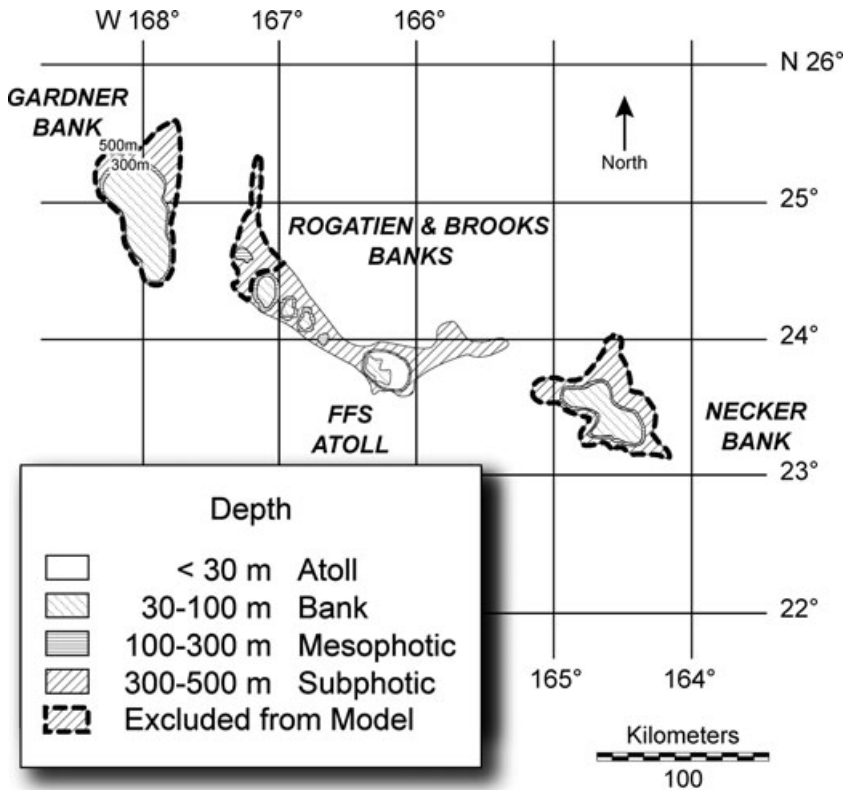 W 168° 167° 166°
N 26°
GARDNER
BANK
500m
300m
North
25°
ROGATIEN & BROOKS
BANKS
24°
FFS
ATOLL
NECKER
BANK
23°
Depth
< 30 m Atoll
30-100 m Bank
100-300 m Mesophotic
300-500 m Subphotic
Excluded from Model
22°
165° 164°
Kilometers
100